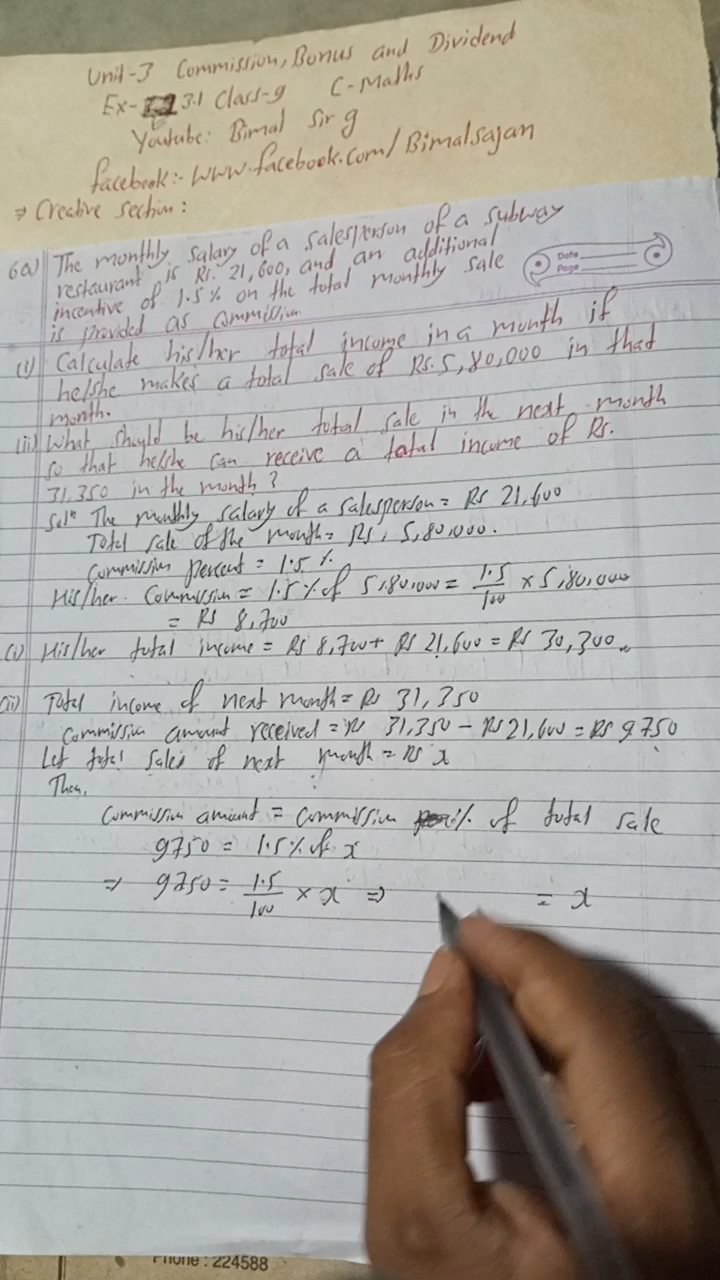 Unit-3 Commission, Bonus and Dividend
Ex- 3.1 Class-9 C-Maths
Youtube: Bimal Sir g
facebook:- www.facebook.com/Bimalsajan
⇒ Creative section:
6a) The monthly salary of a salesperson of a subway
restaurant is Rs. 21,600, and an additional
incentive of 1.5% on the total monthly sale
is provided as commission.
Date
Page
(i) Calculate his/her total income in a month if
he/she makes a total sale of Rs. 5,80,000 in that
month.
(ii) What should be his/her total sale in the next month
so that he/she can receive a total income of Rs.
31,350 in the month?
Solⁿ The monthly salary of a salesperson = Rs 21,600
Total sale of the month = Rs, 5,80,000.
Commission percent = 1.5%
His/her Commission = 1.5% of 5,80,000 = 1.5/100 × 5,80,000
= Rs 8,700
(i) His/her total income = Rs 8,700 + Rs 21,600 = Rs 30,300
(ii) Total income of next month = Rs 31,350
Commission amount received = Rs 31,350 - Rs 21,600 = Rs 9750
Let total sales of next month = Rs x
Then,
Commission amount = Commission % of total sale
9750 = 1.5% of x
⇒ 9750 = 1.5/100 × x ⇒ = x
Phone : 224588